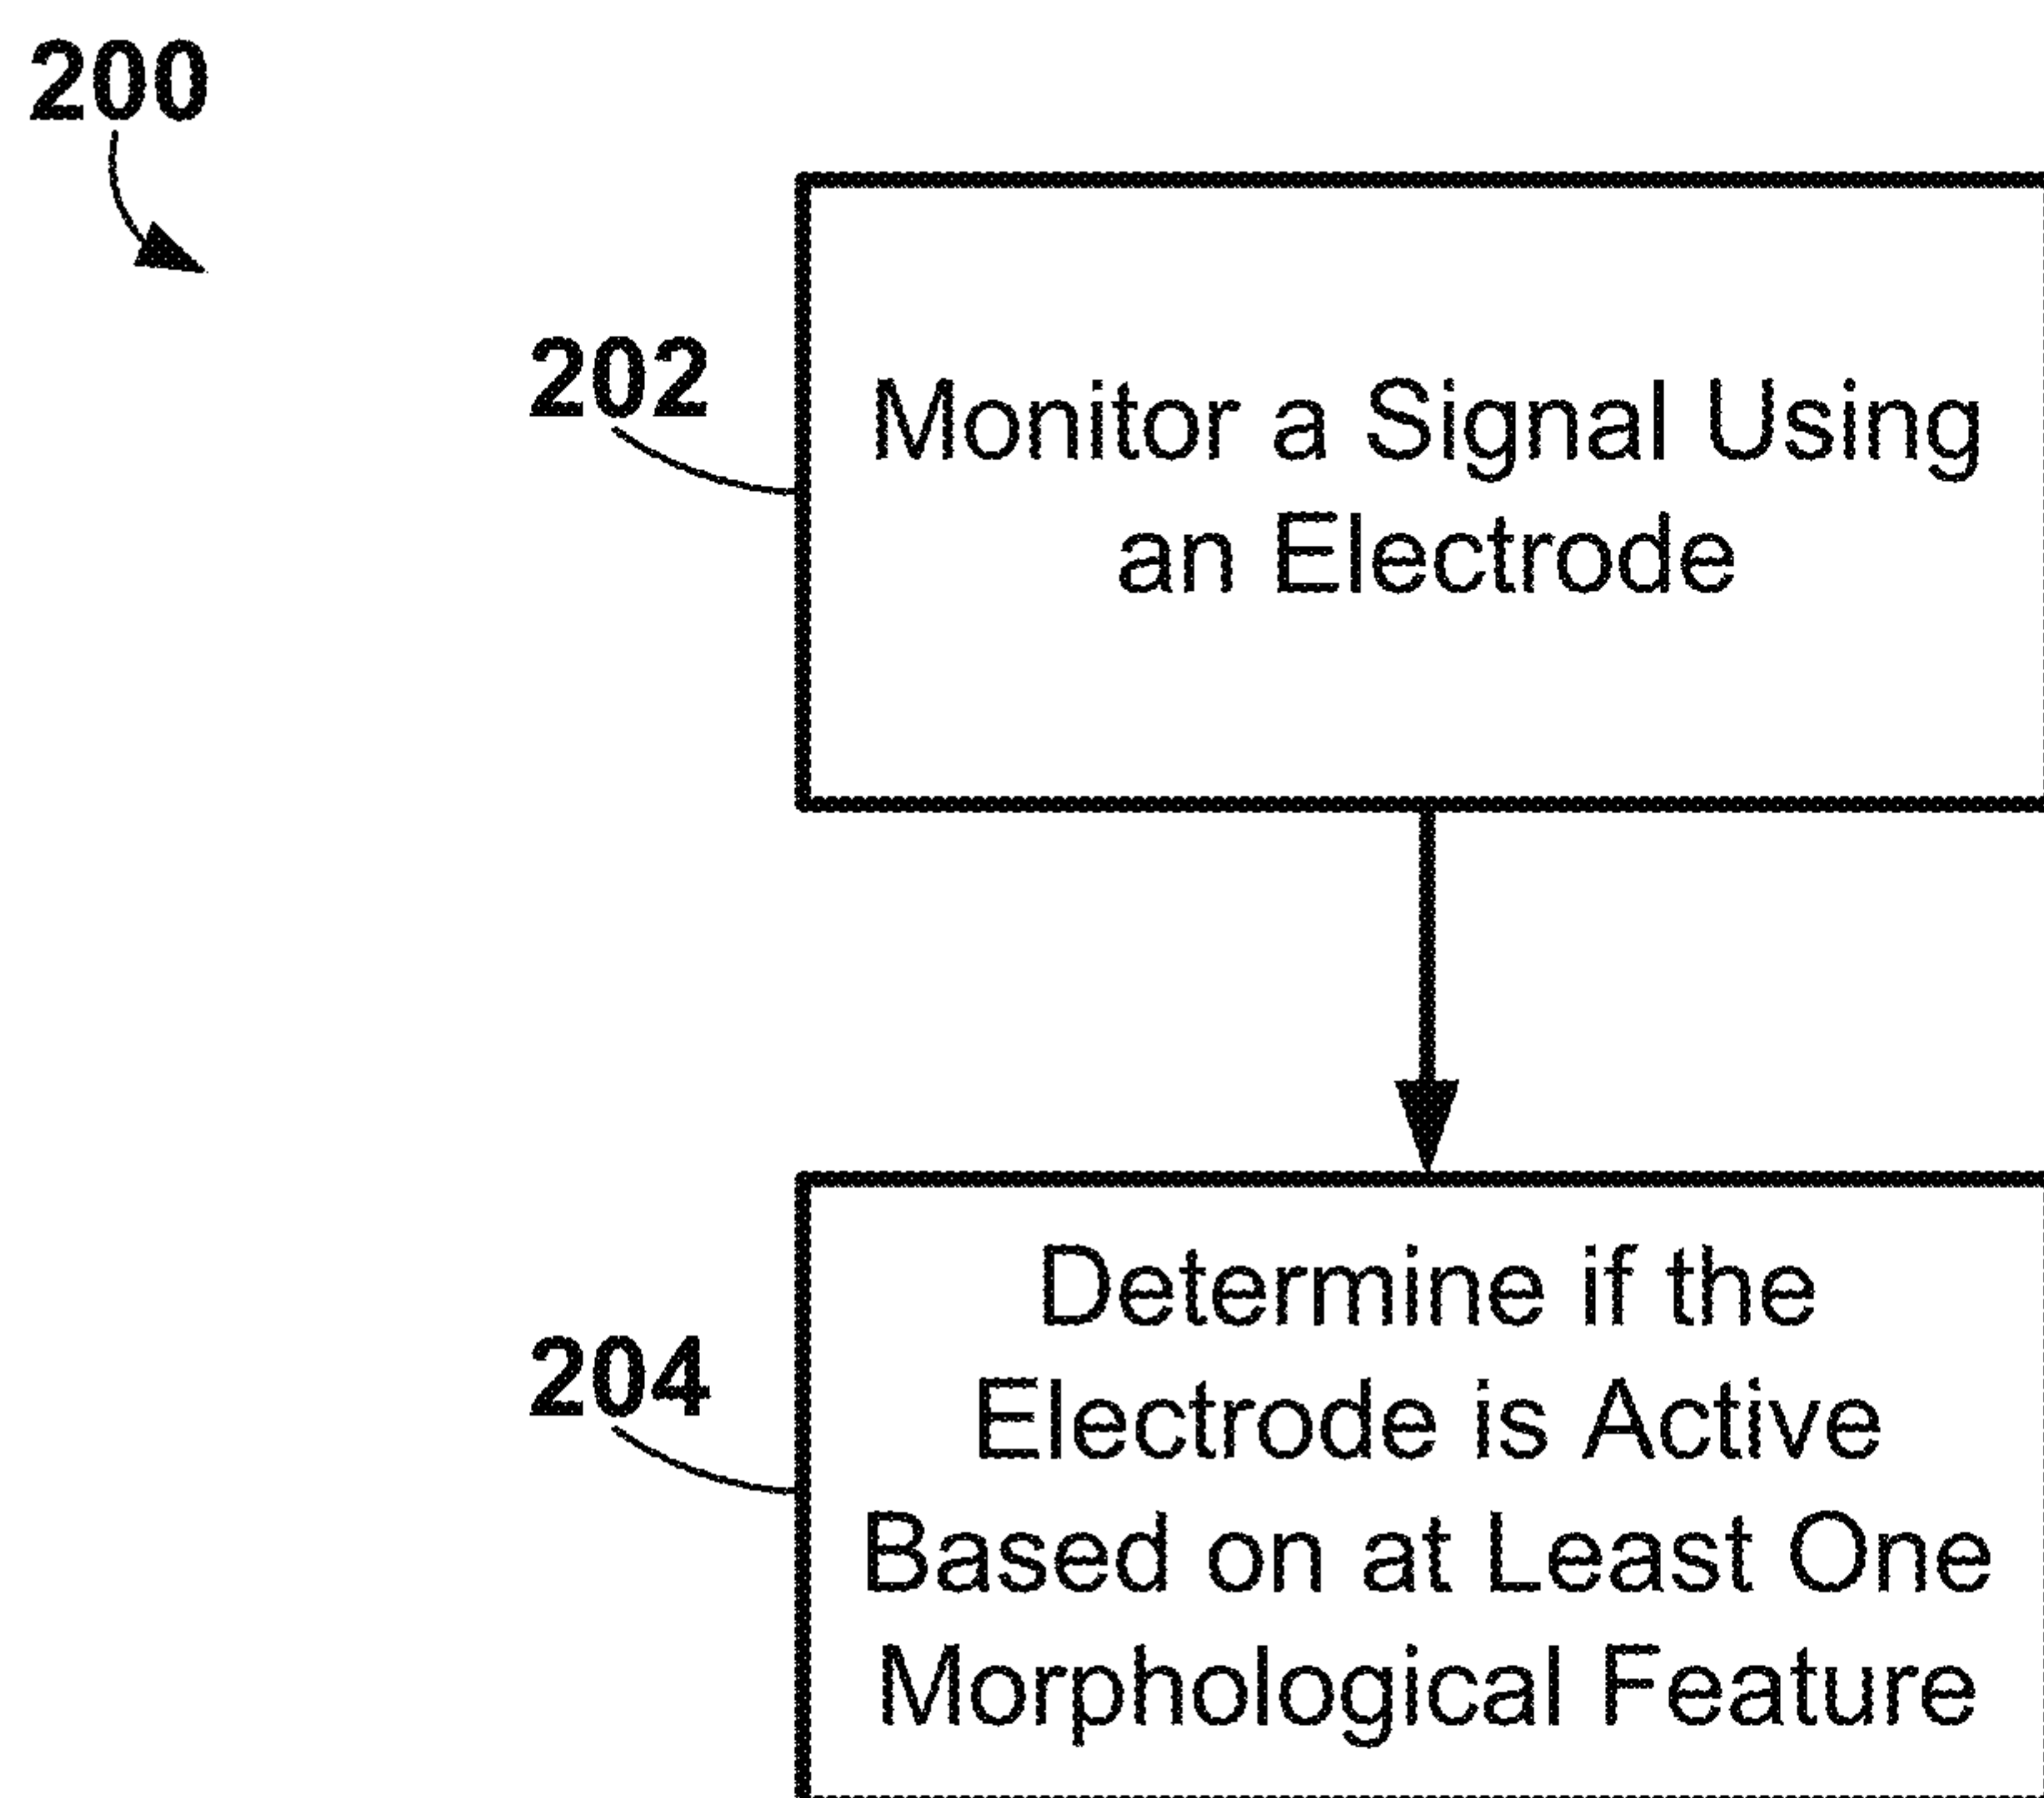 200
202
Monitor a Signal Using
an Electrode
204
Determine if the
Electrode is Active
Based on at Least One
Morphological Feature